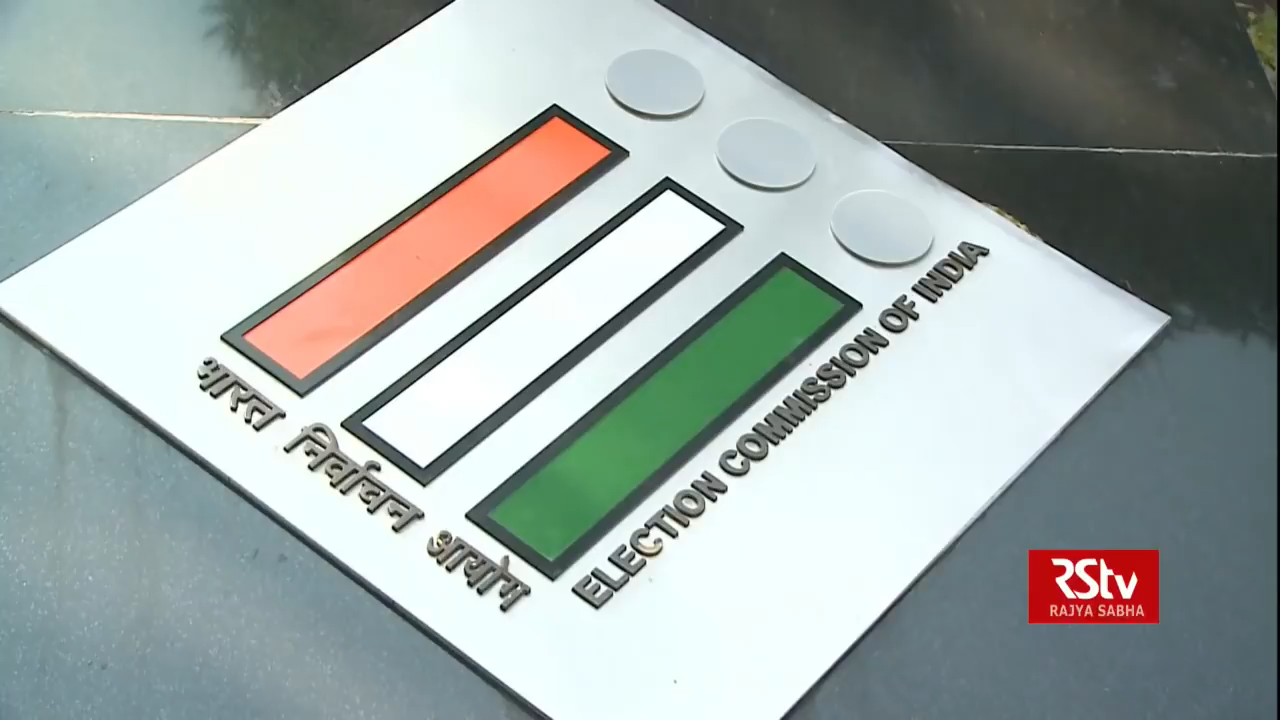 भारत निर्वाचन आयोग
ELECTION COMMISSION OF INDIA
RStv
RAJYA SABHA